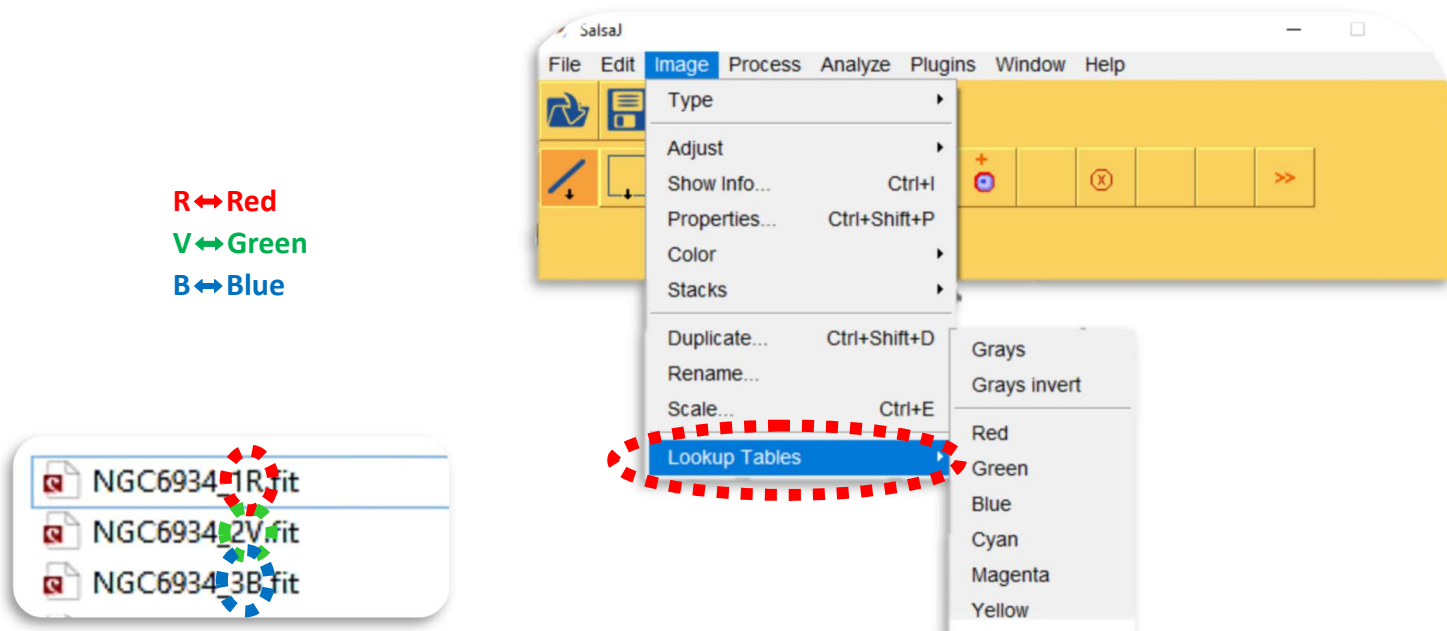 SalsaJ
File Edit Image Process Analyze Plugins Window Help
Type
Adjust
Show Info... Ctrl+I
Properties... Ctrl+Shift+P
Color
Stacks
Duplicate... Ctrl+Shift+D
Rename...
Scale... Ctrl+E
Lookup Tables
Grays
Grays invert
Red
Green
Blue
Cyan
Magenta
Yellow
>>
R⇔Red
V⇔Green
B⇔Blue
NGC6934_1R.fit
NGC6934_2V.fit
NGC6934_3B.fit